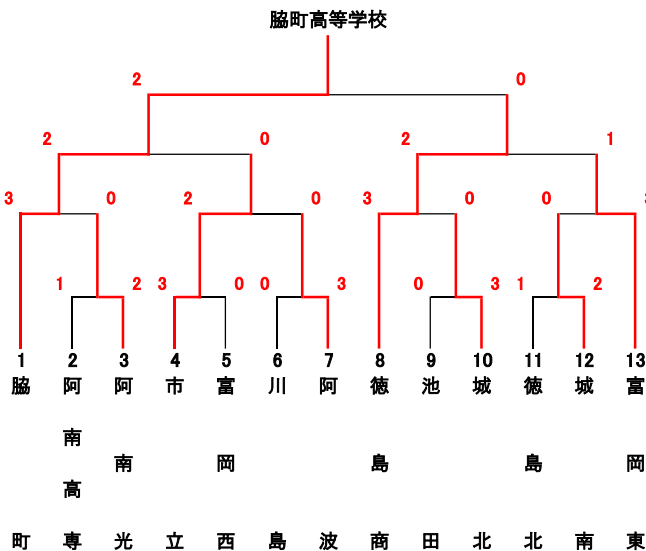 脇町高等学校
2 0
2 0 2 1
3 0 2 0 3 0 0
1 2 3 0 0 3 0 3 1 2
1 2 3 4 5 6 7 8 9 10 11 12 13
脇町
阿南高専
阿南光
市立
富岡西
川島
阿波
徳島商
池田
城北
徳島北
城南
富岡東